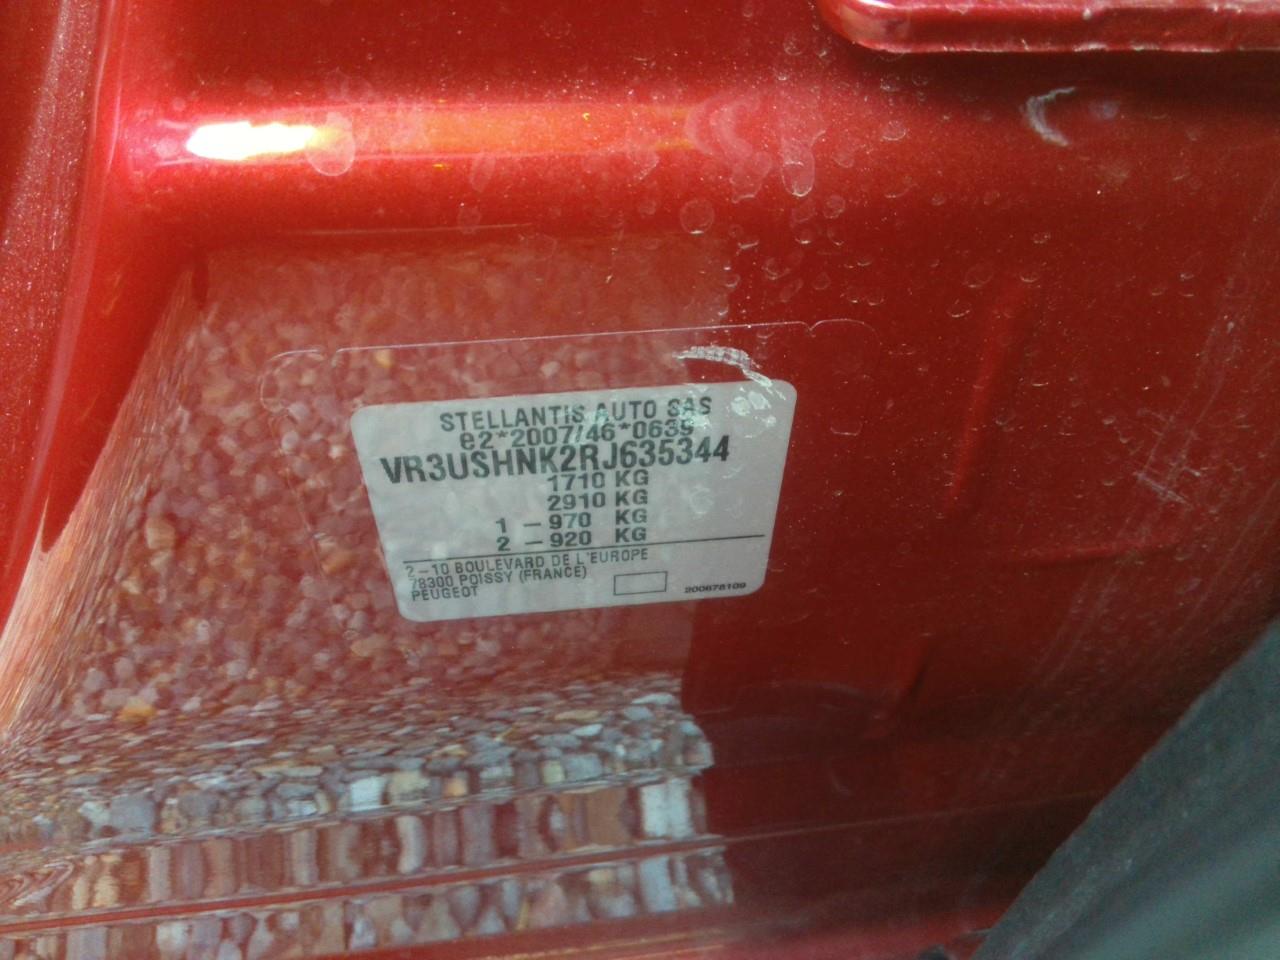 STELLANTIS AUTO SAS
e2*2007/46*0639
VR3USHNK2RJ635344
1710 KG
2910 KG
1 – 970 KG
2 – 920 KG
2–10 BOULEVARD DE L'EUROPE
78300 POISSY (FRANCE)
PEUGEOT
200678109